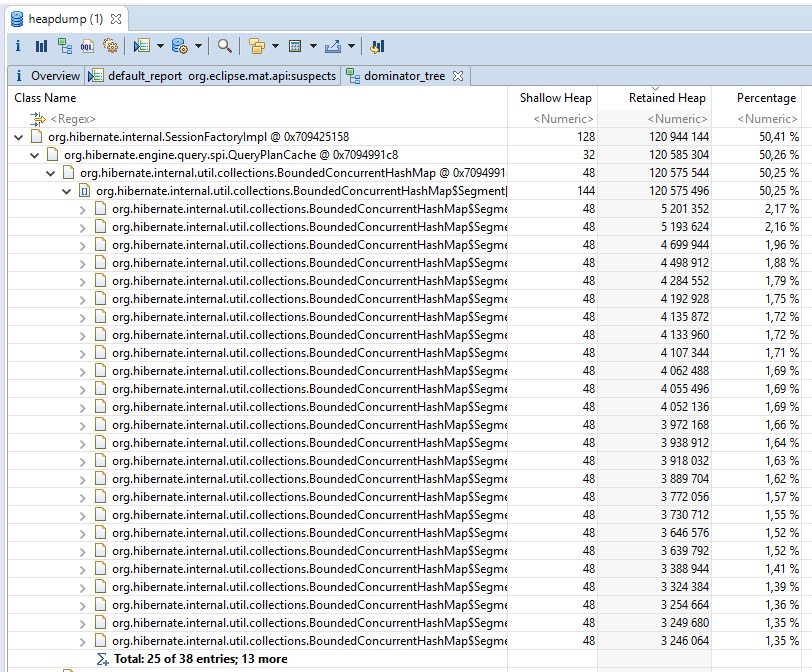 heapdump (1)
i OQL
i Overview default_report org.eclipse.mat.api:suspects dominator_tree
Class Name Shallow Heap Retained Heap Percentage
<Regex> <Numeric> <Numeric> <Numeric>
org.hibernate.internal.SessionFactoryImpl @ 0x709425158 128 120 944 144 50,41 %
org.hibernate.engine.query.spi.QueryPlanCache @ 0x7094991c8 32 120 585 304 50,26 %
org.hibernate.internal.util.collections.BoundedConcurrentHashMap @ 0x7094991 48 120 575 544 50,25 %
org.hibernate.internal.util.collections.BoundedConcurrentHashMap$Segment[ 144 120 575 496 50,25 %
org.hibernate.internal.util.collections.BoundedConcurrentHashMap$Segme 48 5 201 352 2,17 %
org.hibernate.internal.util.collections.BoundedConcurrentHashMap$Segme 48 5 193 624 2,16 %
org.hibernate.internal.util.collections.BoundedConcurrentHashMap$Segme 48 4 699 944 1,96 %
org.hibernate.internal.util.collections.BoundedConcurrentHashMap$Segme 48 4 498 912 1,88 %
org.hibernate.internal.util.collections.BoundedConcurrentHashMap$Segme 48 4 284 552 1,79 %
org.hibernate.internal.util.collections.BoundedConcurrentHashMap$Segme 48 4 192 928 1,75 %
org.hibernate.internal.util.collections.BoundedConcurrentHashMap$Segme 48 4 135 872 1,72 %
org.hibernate.internal.util.collections.BoundedConcurrentHashMap$Segme 48 4 133 960 1,72 %
org.hibernate.internal.util.collections.BoundedConcurrentHashMap$Segme 48 4 107 344 1,71 %
org.hibernate.internal.util.collections.BoundedConcurrentHashMap$Segme 48 4 062 488 1,69 %
org.hibernate.internal.util.collections.BoundedConcurrentHashMap$Segme 48 4 055 496 1,69 %
org.hibernate.internal.util.collections.BoundedConcurrentHashMap$Segme 48 4 052 136 1,69 %
org.hibernate.internal.util.collections.BoundedConcurrentHashMap$Segme 48 3 972 168 1,66 %
org.hibernate.internal.util.collections.BoundedConcurrentHashMap$Segme 48 3 938 912 1,64 %
org.hibernate.internal.util.collections.BoundedConcurrentHashMap$Segme 48 3 918 032 1,63 %
org.hibernate.internal.util.collections.BoundedConcurrentHashMap$Segme 48 3 889 704 1,62 %
org.hibernate.internal.util.collections.BoundedConcurrentHashMap$Segme 48 3 772 056 1,57 %
org.hibernate.internal.util.collections.BoundedConcurrentHashMap$Segme 48 3 730 712 1,55 %
org.hibernate.internal.util.collections.BoundedConcurrentHashMap$Segme 48 3 646 576 1,52 %
org.hibernate.internal.util.collections.BoundedConcurrentHashMap$Segme 48 3 639 792 1,52 %
org.hibernate.internal.util.collections.BoundedConcurrentHashMap$Segme 48 3 388 944 1,41 %
org.hibernate.internal.util.collections.BoundedConcurrentHashMap$Segme 48 3 324 384 1,39 %
org.hibernate.internal.util.collections.BoundedConcurrentHashMap$Segme 48 3 254 664 1,36 %
org.hibernate.internal.util.collections.BoundedConcurrentHashMap$Segme 48 3 249 680 1,35 %
org.hibernate.internal.util.collections.BoundedConcurrentHashMap$Segme 48 3 246 064 1,35 %
Total: 25 of 38 entries; 13 more